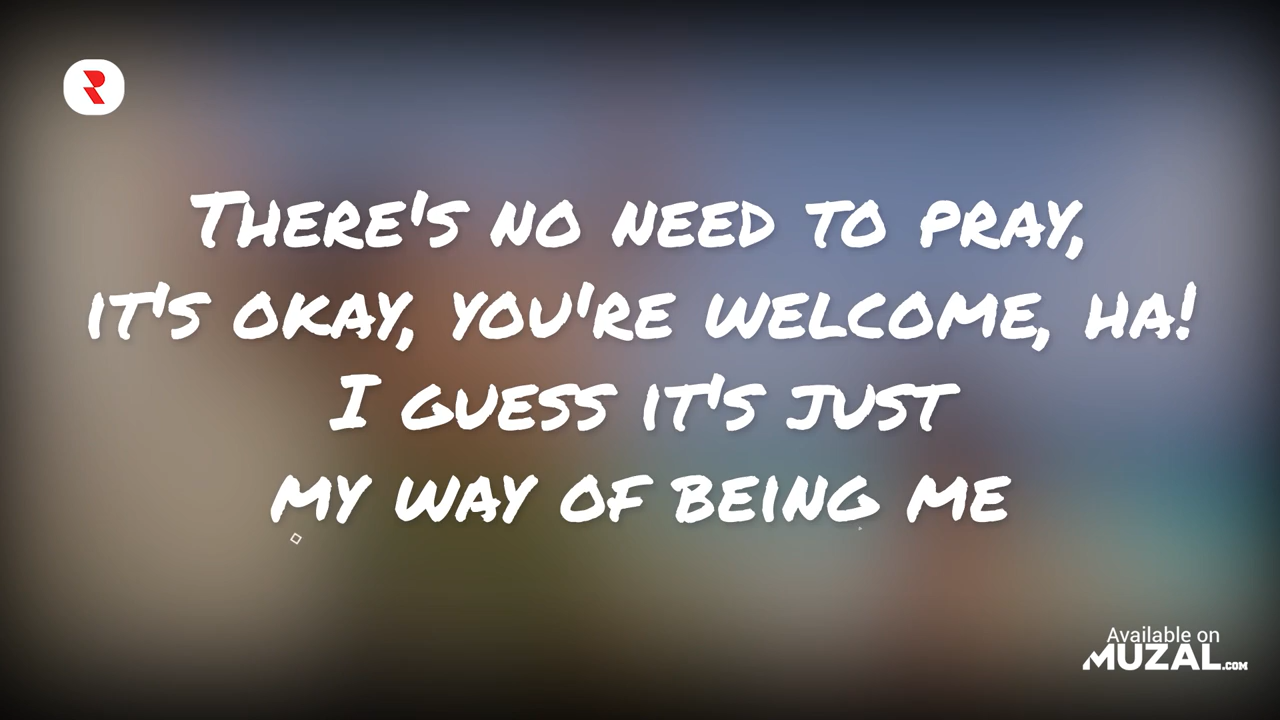 There's no need to pray,
it's okay, you're welcome, ha!
I guess it's just
my way of being me
Available on
MUZAL.COM